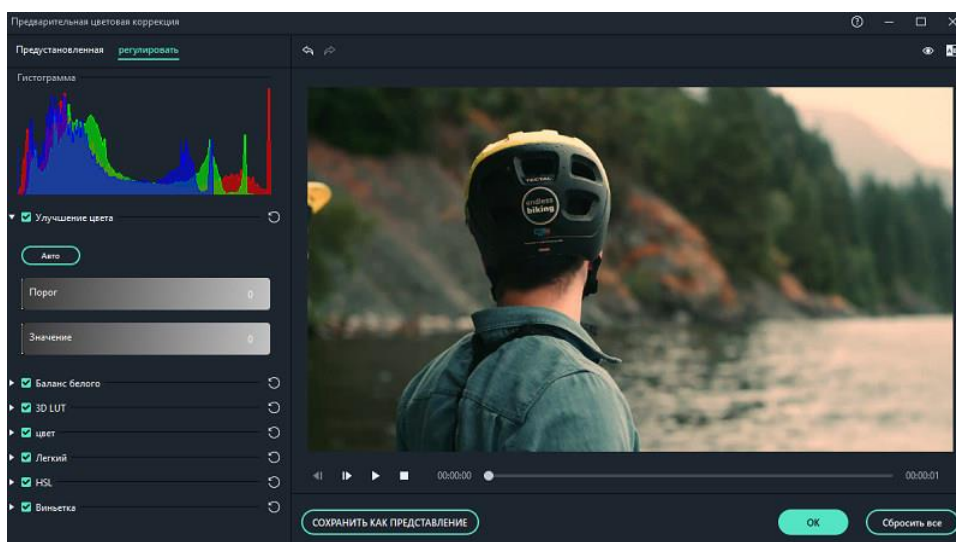 Предварительная цветовая коррекция
Предустановленная регулировать
Гистограмма
Улучшение цвета
Авто
Порог 0
Значение 0
Баланс белого
3D LUT
цвет
Легкий
HSL
Виньетка
TECTAL
endless
biking
00:00:00 00:00:01
СОХРАНИТЬ КАК ПРЕДСТАВЛЕНИЕ OK Сбросить все